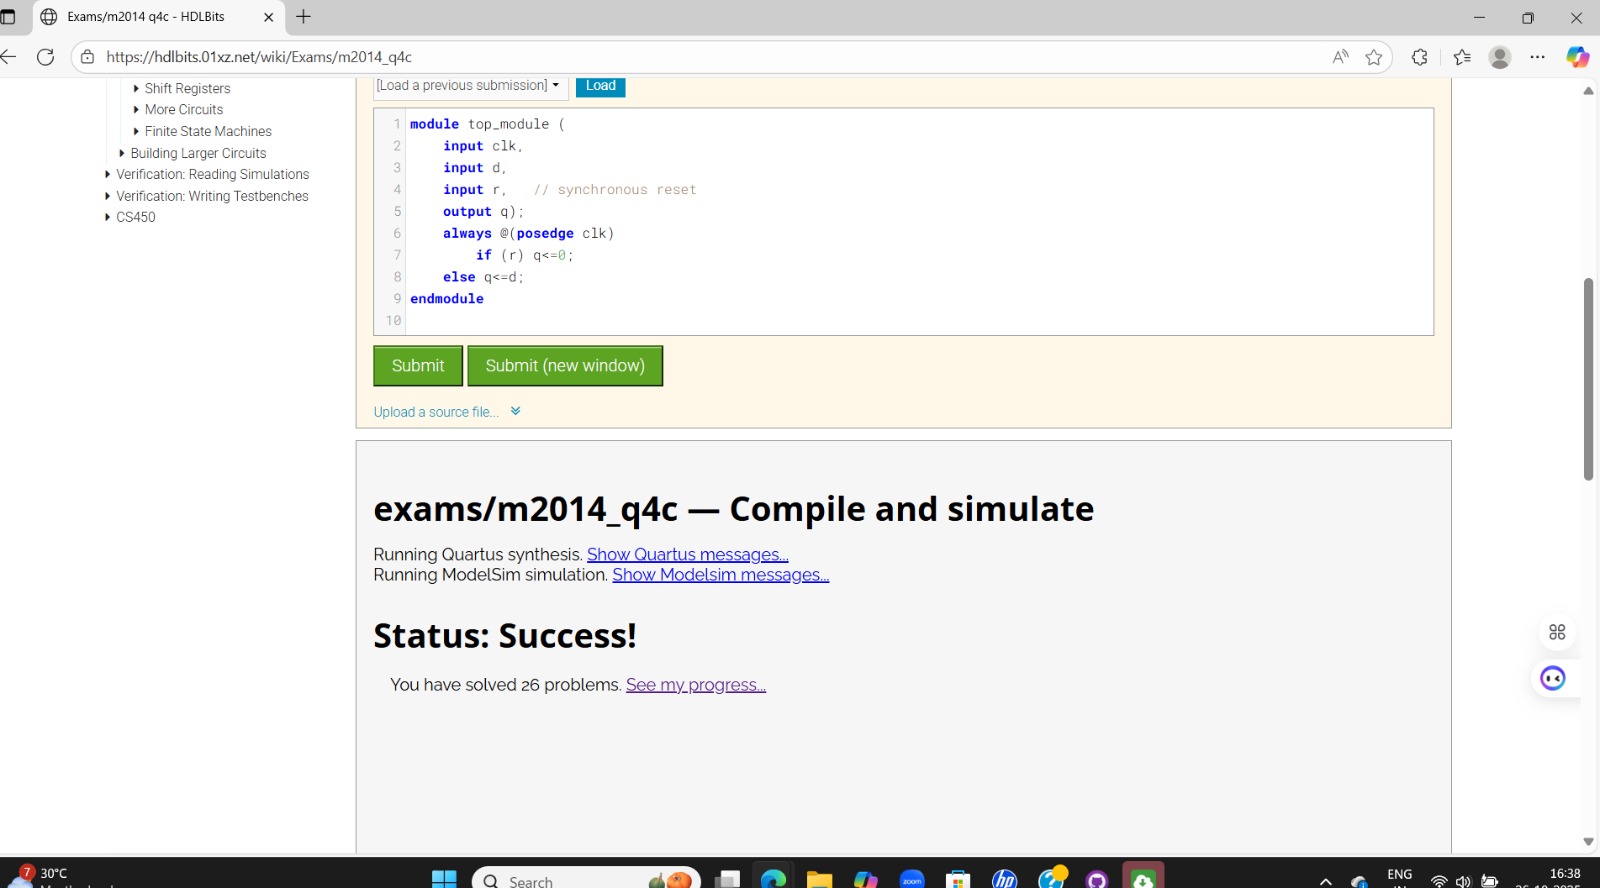 Exams/m2014 q4c - HDLBits
https://hdlbits.01xz.net/wiki/Exams/m2014_q4c
Shift Registers
More Circuits
Finite State Machines
Building Larger Circuits
Verification: Reading Simulations
Verification: Writing Testbenches
CS450
[Load a previous submission]
Load
1 module top_module (
2 input clk,
3 input d,
4 input r, // synchronous reset
5 output q);
6 always @(posedge clk)
7 if (r) q<=0;
8 else q<=d;
9 endmodule
10
Submit
Submit (new window)
Upload a source file...
exams/m2014_q4c — Compile and simulate
Running Quartus synthesis. Show Quartus messages...
Running ModelSim simulation. Show Modelsim messages...
Status: Success!
You have solved 26 problems. See my progress...
7
30°C
Search
zoom
hp
ENG
16:38